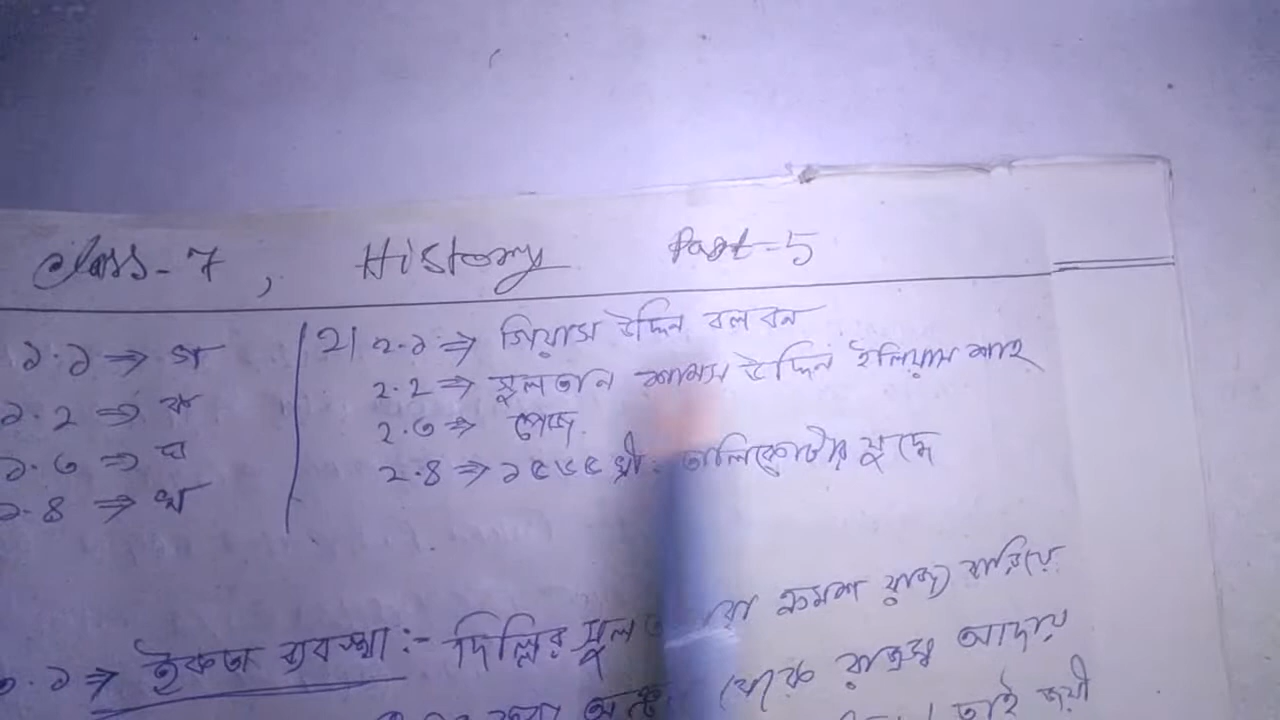 Class - 7, History Part - 5
১.১ ⇒ গ
১.২ ⇒ ক
১.৩ ⇒ ঘ
১.৪ ⇒ খ
২| ২.১ ⇒ গিয়াস উদ্দিন বলবন
২.২ ⇒ সুলতান শামস উদ্দিন ইলিয়াস শাহ
২.৩ ⇒ পেজ
২.৪ ⇒ ১৫৬৫ খ্রী: তালিকোটার যুদ্ধে
৩.১ ⇒ ইকতা ব্যবস্থা :- দিল্লির ক্রমশ রাজ্য বাড়িয়ে
থেকে রাজস্ব আদায়
তাই জয়ী